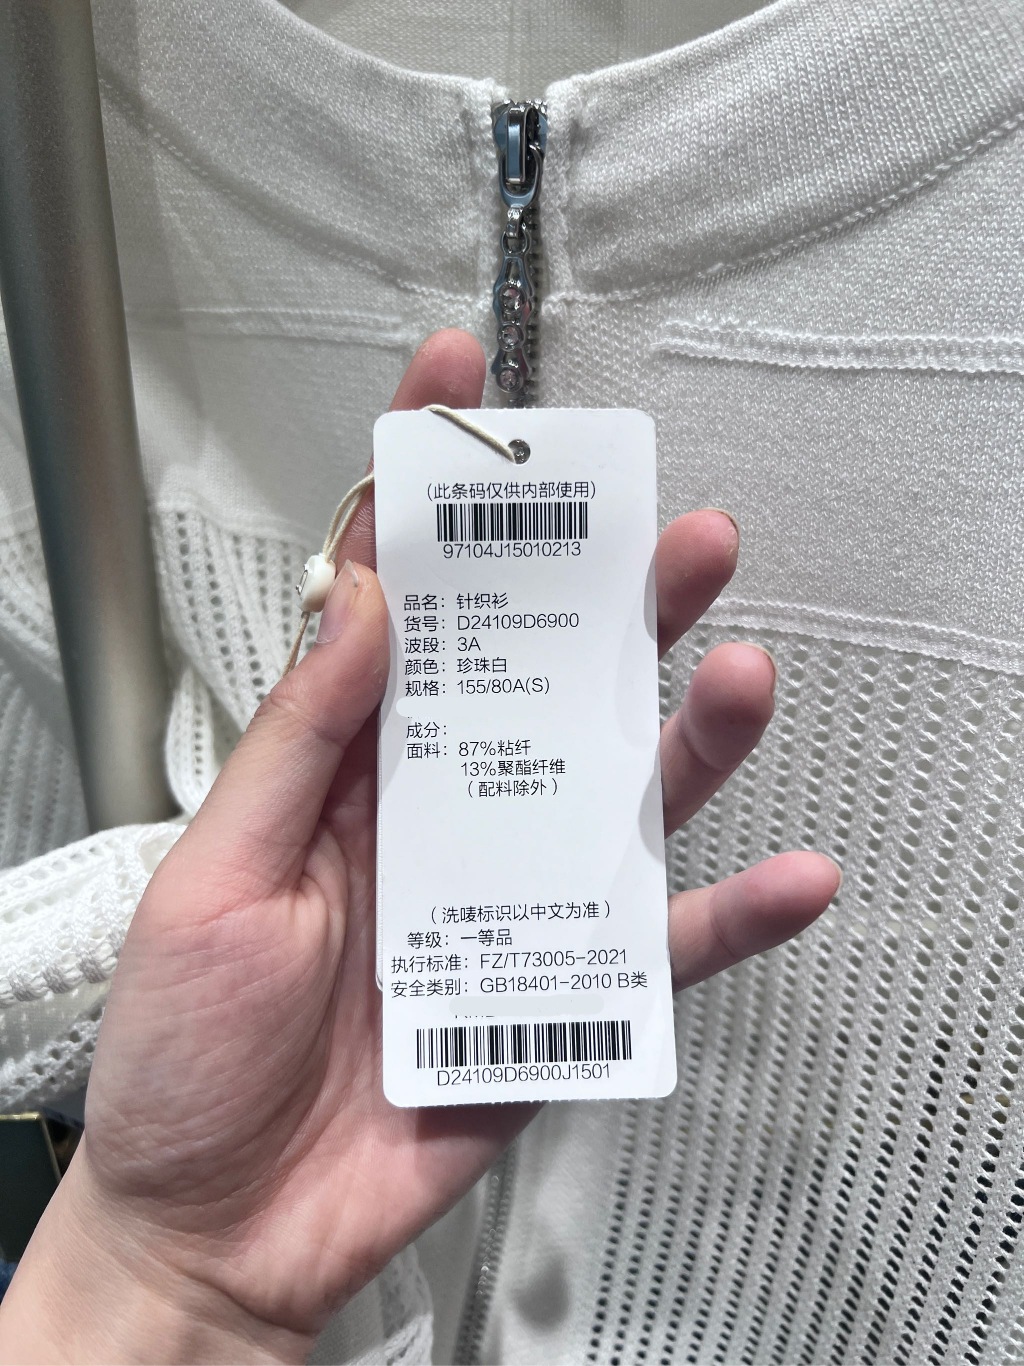 (此条码仅供内部使用)
97104J15010213
品名：针织衫
货号：D24109D6900
波段：3A
颜色：珍珠白
规格：155/80A(S)
成分：
面料：87%粘纤
13%聚酯纤维
（配料除外）
（洗唛标识以中文为准）
等级：一等品
执行标准：FZ/T73005-2021
安全类别：GB18401-2010 B类
D24109D6900J1501